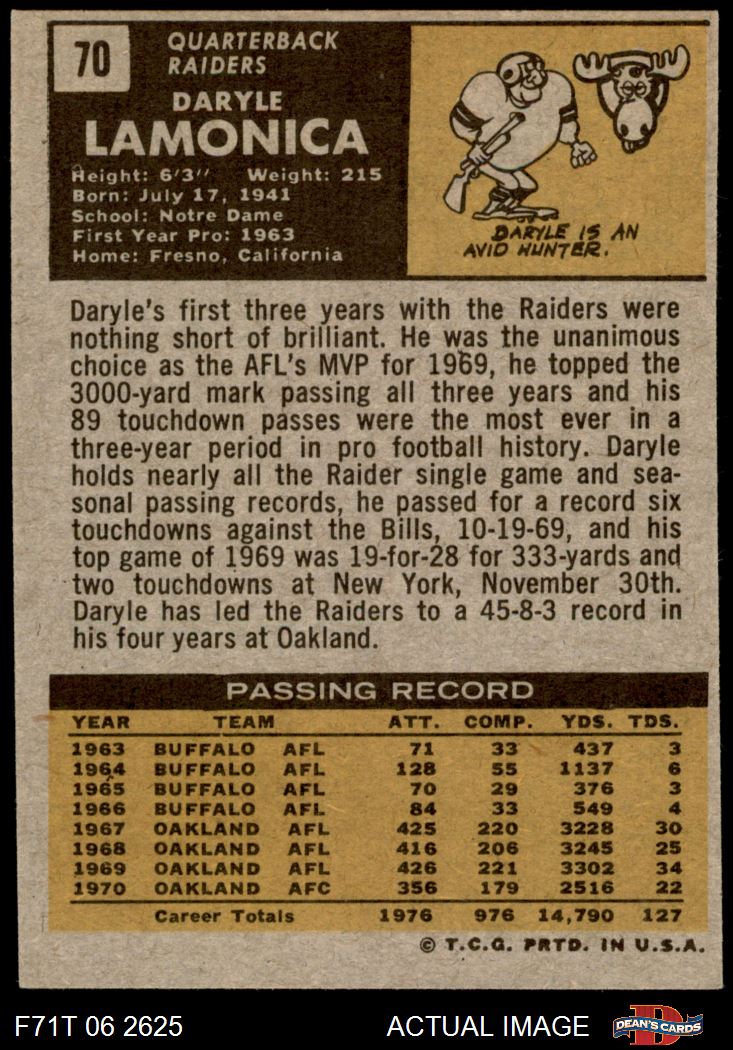 70
QUARTERBACK
RAIDERS
DARYLE
LAMONICA
Height: 6'3'' Weight: 215
Born: July 17, 1941
School: Notre Dame
First Year Pro: 1963
Home: Fresno, California
DARYLE IS AN
AVID HUNTER.
Daryle's first three years with the Raiders were
nothing short of brilliant. He was the unanimous
choice as the AFL's MVP for 1969, he topped the
3000-yard mark passing all three years and his
89 touchdown passes were the most ever in a
three-year period in pro football history. Daryle
holds nearly all the Raider single game and sea-
sonal passing records, he passed for a record six
touchdowns against the Bills, 10-19-69, and his
top game of 1969 was 19-for-28 for 333-yards and
two touchdowns at New York, November 30th.
Daryle has led the Raiders to a 45-8-3 record in
his four years at Oakland.
PASSING RECORD
YEAR TEAM ATT. COMP. YDS. TDS.
1963 BUFFALO AFL 71 33 437 3
1964 BUFFALO AFL 128 55 1137 6
1965 BUFFALO AFL 70 29 376 3
1966 BUFFALO AFL 84 33 549 4
1967 OAKLAND AFL 425 220 3228 30
1968 OAKLAND AFL 416 206 3245 25
1969 OAKLAND AFL 426 221 3302 34
1970 OAKLAND AFC 356 179 2516 22
Career Totals 1976 976 14,790 127
© T.C.G. PRTD. IN U.S.A.
F71T 06 2625 ACTUAL IMAGE D DEAN'S CARDS